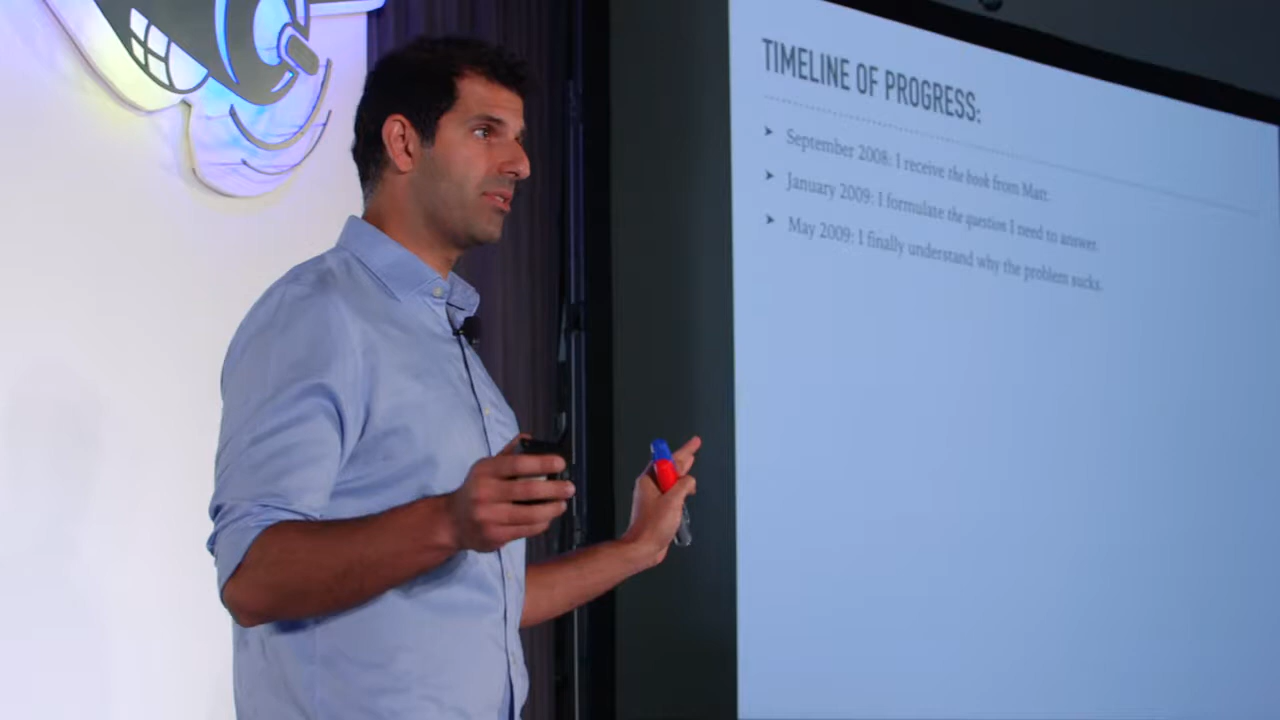 TIMELINE OF PROGRESS:
➤ September 2008: I receive the book from Matt.
➤ January 2009: I formulate the question I need to answer.
➤ May 2009: I finally understand why the problem sucks.